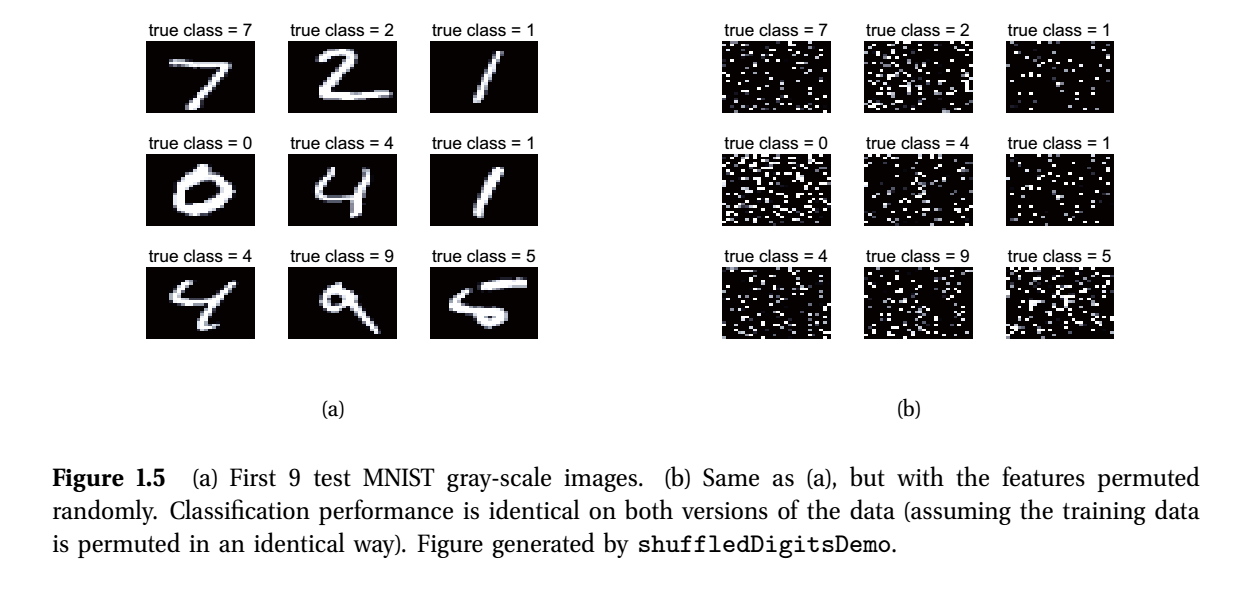 true class = 7 true class = 2 true class = 1
true class = 0 true class = 4 true class = 1
true class = 4 true class = 9 true class = 5
(a)
true class = 7 true class = 2 true class = 1
true class = 0 true class = 4 true class = 1
true class = 4 true class = 9 true class = 5
(b)
Figure 1.5 (a) First 9 test MNIST gray-scale images. (b) Same as (a), but with the features permuted
randomly. Classification performance is identical on both versions of the data (assuming the training data
is permuted in an identical way). Figure generated by shuffledDigitsDemo.